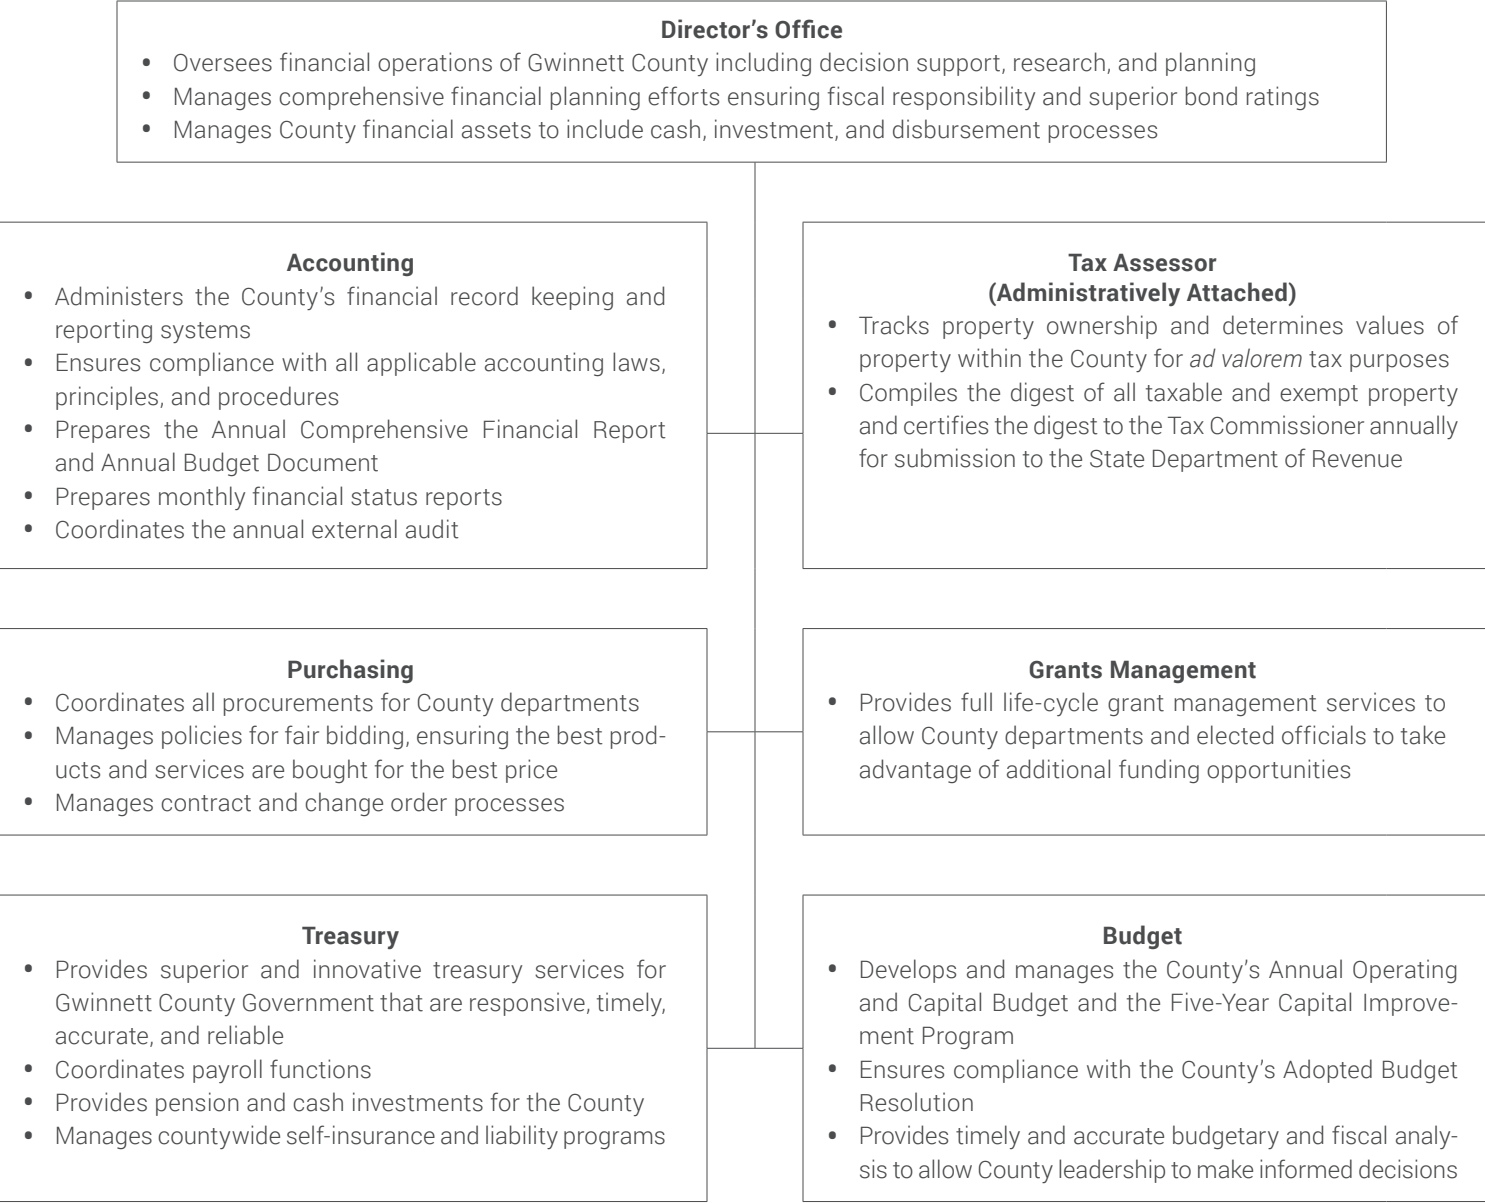 Director’s Office
• Oversees financial operations of Gwinnett County including decision support, research, and planning
• Manages comprehensive financial planning efforts ensuring fiscal responsibility and superior bond ratings
• Manages County financial assets to include cash, investment, and disbursement processes
Accounting
• Administers the County’s financial record keeping and
reporting systems
• Ensures compliance with all applicable accounting laws,
principles, and procedures
• Prepares the Annual Comprehensive Financial Report
and Annual Budget Document
• Prepares monthly financial status reports
• Coordinates the annual external audit
Tax Assessor
(Administratively Attached)
• Tracks property ownership and determines values of
property within the County for ad valorem tax purposes
• Compiles the digest of all taxable and exempt property
and certifies the digest to the Tax Commissioner annually
for submission to the State Department of Revenue
Purchasing
• Coordinates all procurements for County departments
• Manages policies for fair bidding, ensuring the best prod-
ucts and services are bought for the best price
• Manages contract and change order processes
Grants Management
• Provides full life-cycle grant management services to
allow County departments and elected officials to take
advantage of additional funding opportunities
Treasury
• Provides superior and innovative treasury services for
Gwinnett County Government that are responsive, timely,
accurate, and reliable
• Coordinates payroll functions
• Provides pension and cash investments for the County
• Manages countywide self-insurance and liability programs
Budget
• Develops and manages the County’s Annual Operating
and Capital Budget and the Five-Year Capital Improve-
ment Program
• Ensures compliance with the County’s Adopted Budget
Resolution
• Provides timely and accurate budgetary and fiscal analy-
sis to allow County leadership to make informed decisions